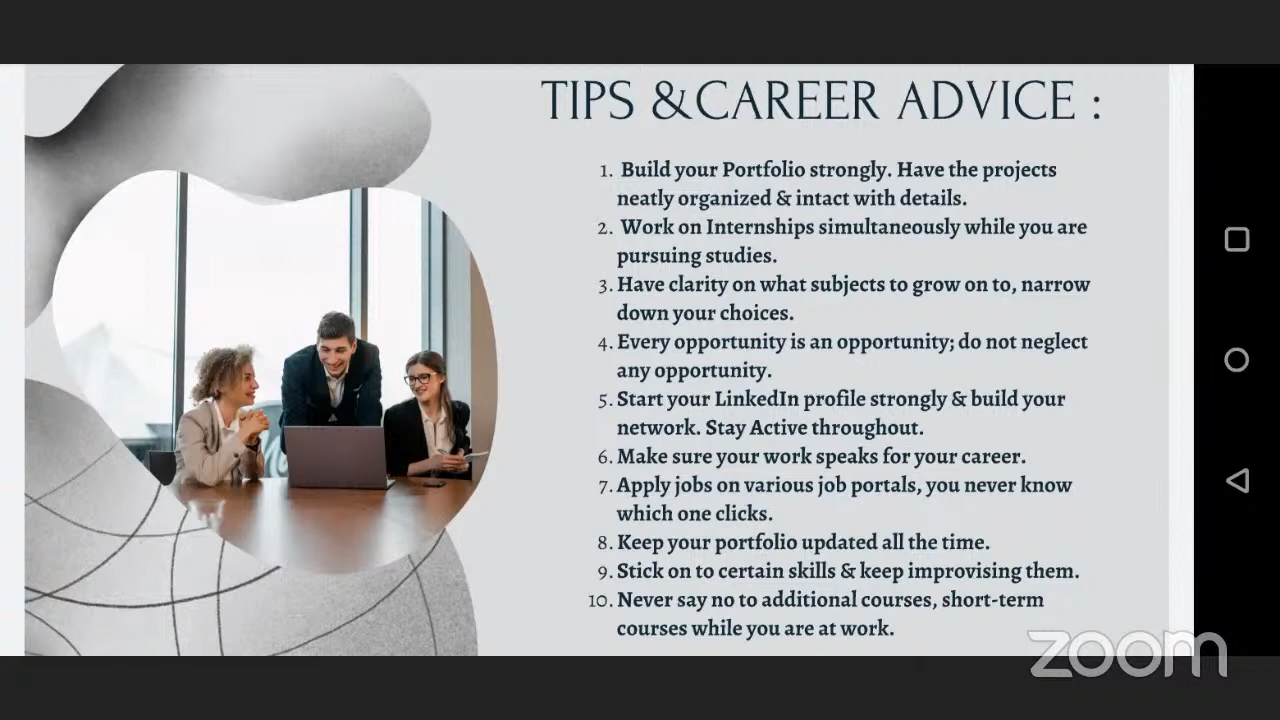 TIPS &CAREER ADVICE :
1. Build your Portfolio strongly. Have the projects
neatly organized & intact with details.
2. Work on Internships simultaneously while you are
pursuing studies.
3. Have clarity on what subjects to grow on to, narrow
down your choices.
4. Every opportunity is an opportunity; do not neglect
any opportunity.
5. Start your LinkedIn profile strongly & build your
network. Stay Active throughout.
6. Make sure your work speaks for your career.
7. Apply jobs on various job portals, you never know
which one clicks.
8. Keep your portfolio updated all the time.
9. Stick on to certain skills & keep improvising them.
10. Never say no to additional courses, short-term
courses while you are at work.
zoom